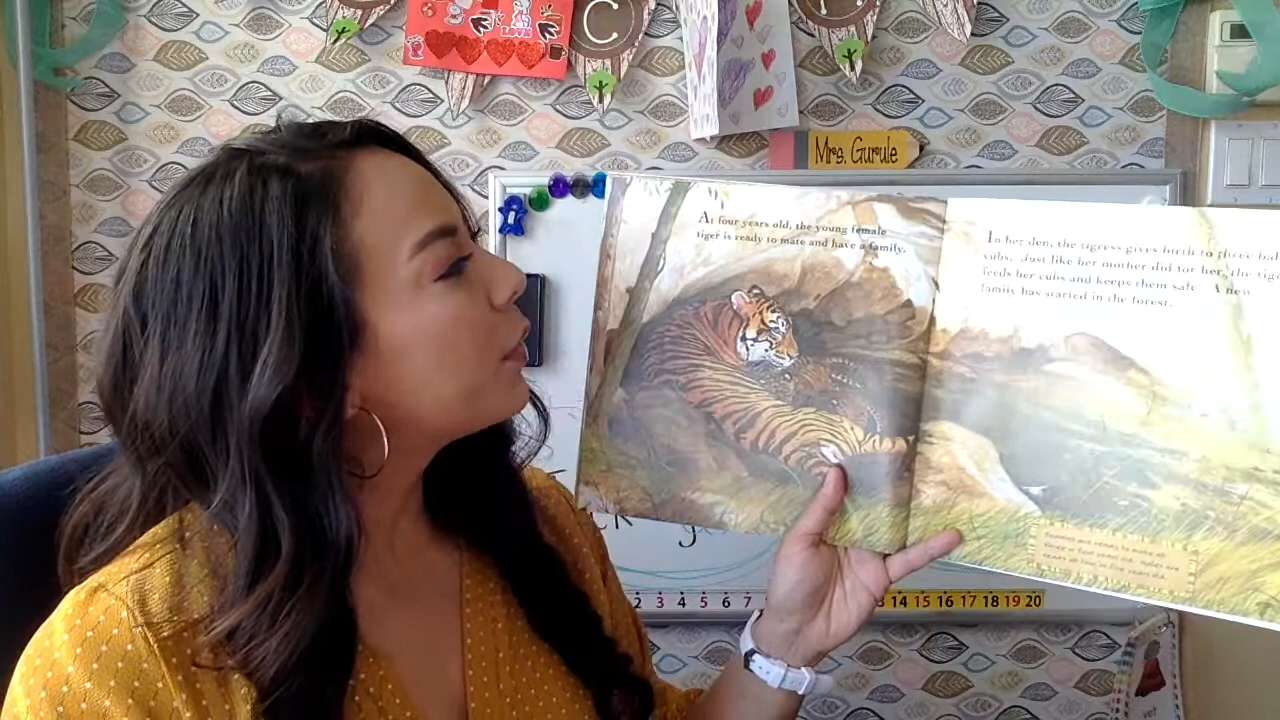 C
LOVE
Mrs. Gurule
At four years old, the young female
tiger is ready to mate and have a family.
In her den, the tigress gives birth to three
cubs. Just like her mother did for her, the
feeds her cubs and keeps them safe. A new
family has started in the forest.
2 3 4 5 6 7 14 15 16 17 18 19 20